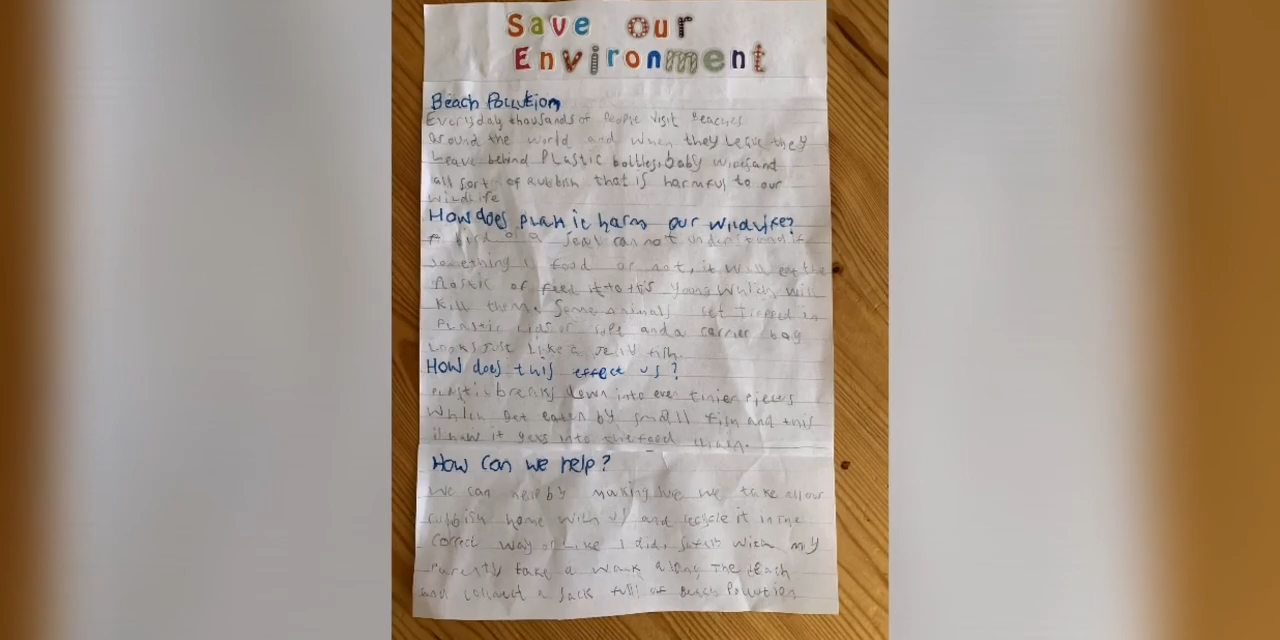 Save our
Environment
Beach Pollution
Everyday thousands of People visit Beaches
around the world and when they Leave they
Leave behind Plastic bottles, baby wipes and
all sort of Rubbish that is harmful to our
wildlife
How does plastic harm our wildlife?
A bird o a seal can not understand if
something is food or not, it will eat the
Plastic or feed it to it's young which will
kill them. Some animals get trapped in
Plastic lids or rope and a carrier bag
Looks just Like a Jelly fish.
How does this effect us?
Plastic breaks down into even tinier pieces
which get eaten by small fish and this
is how it gets into the food
How can we help?
We can help by making sure we take all our
rubbish home with us and recycle it in the
correct way or Like I did, with my
Parents take a walk along The Beach
and collect a sack full of Beach Pollution